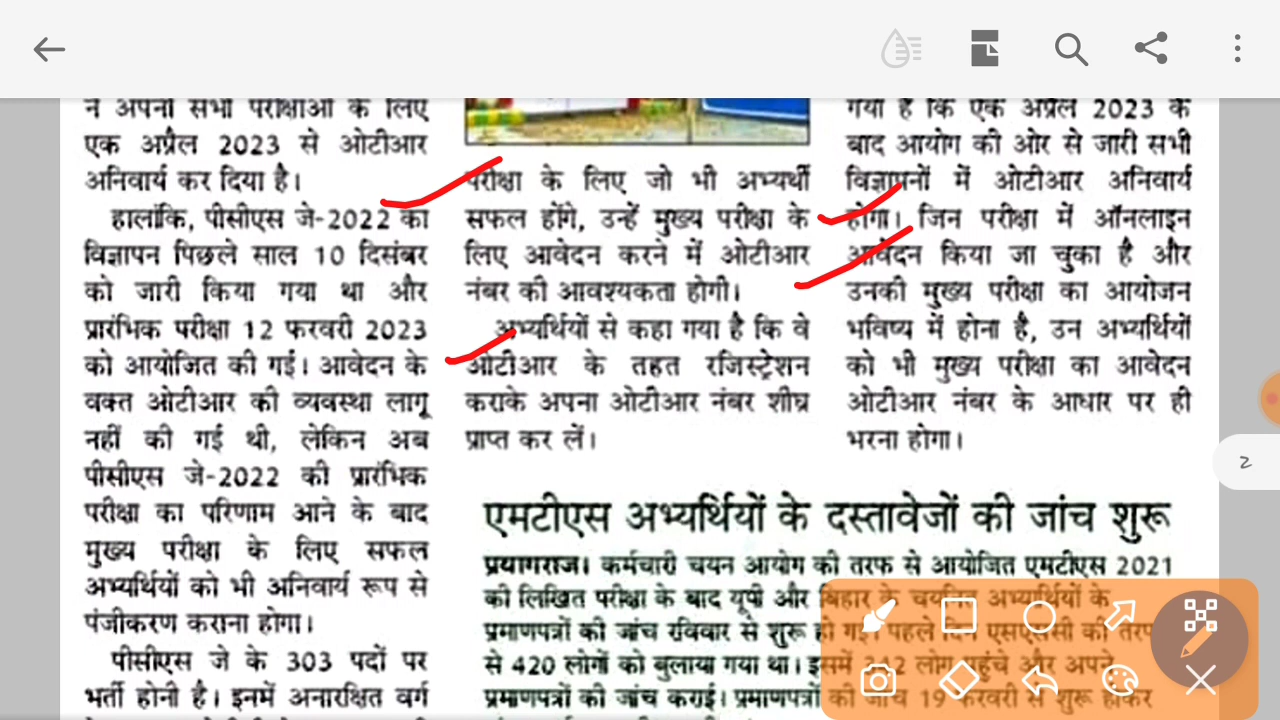 ने अपनी सभी परीक्षाओं के लिए
एक अप्रैल 2023 से ओटीआर
अनिवार्य कर दिया है।
हालांकि, पीसीएस जे-2022 का
विज्ञापन पिछले साल 10 दिसंबर
को जारी किया गया था और
प्रारंभिक परीक्षा 12 फरवरी 2023
को आयोजित की गई। आवेदन के
वक्त ओटीआर की व्यवस्था लागू
नहीं की गई थी, लेकिन अब
पीसीएस जे-2022 की प्रारंभिक
परीक्षा का परिणाम आने के बाद
मुख्य परीक्षा के लिए सफल
अभ्यर्थियों को भी अनिवार्य रूप से
पंजीकरण कराना होगा।
पीसीएस जे के 303 पदों पर
भर्ती होनी है। इनमें अनारक्षित वर्ग
परीक्षा के लिए जो भी अभ्यर्थी
सफल होंगे, उन्हें मुख्य परीक्षा के
लिए आवेदन करने में ओटीआर
नंबर की आवश्यकता होगी।
अभ्यर्थियों से कहा गया है कि वे
ओटीआर के तहत रजिस्ट्रेशन
कराके अपना ओटीआर नंबर शीघ्र
प्राप्त कर लें।
गया है कि एक अप्रैल 2023 के
बाद आयोग की ओर से जारी सभी
विज्ञापनों में ओटीआर अनिवार्य
होगा। जिन परीक्षा में ऑनलाइन
आवेदन किया जा चुका है और
उनकी मुख्य परीक्षा का आयोजन
भविष्य में होना है, उन अभ्यर्थियों
को भी मुख्य परीक्षा का आवेदन
ओटीआर नंबर के आधार पर ही
भरना होगा।
एमटीएस अभ्यर्थियों के दस्तावेजों की जांच शुरू
प्रयागराज। कर्मचारी चयन आयोग की तरफ से आयोजित एमटीएस 2021
की लिखित परीक्षा के बाद यूपी और बिहार के चयनित अभ्यर्थियों के
प्रमाणपत्रों की जांच रविवार से शुरू हो गई। पहले दिन एसएससी की तरफ
से 420 लोगों को बुलाया गया था। इसमें 342 लोग पहुंचे और अपने
प्रमाणपत्रों की जांच कराई। प्रमाणपत्रों की जांच 19 फरवरी से शुरू होकर
2